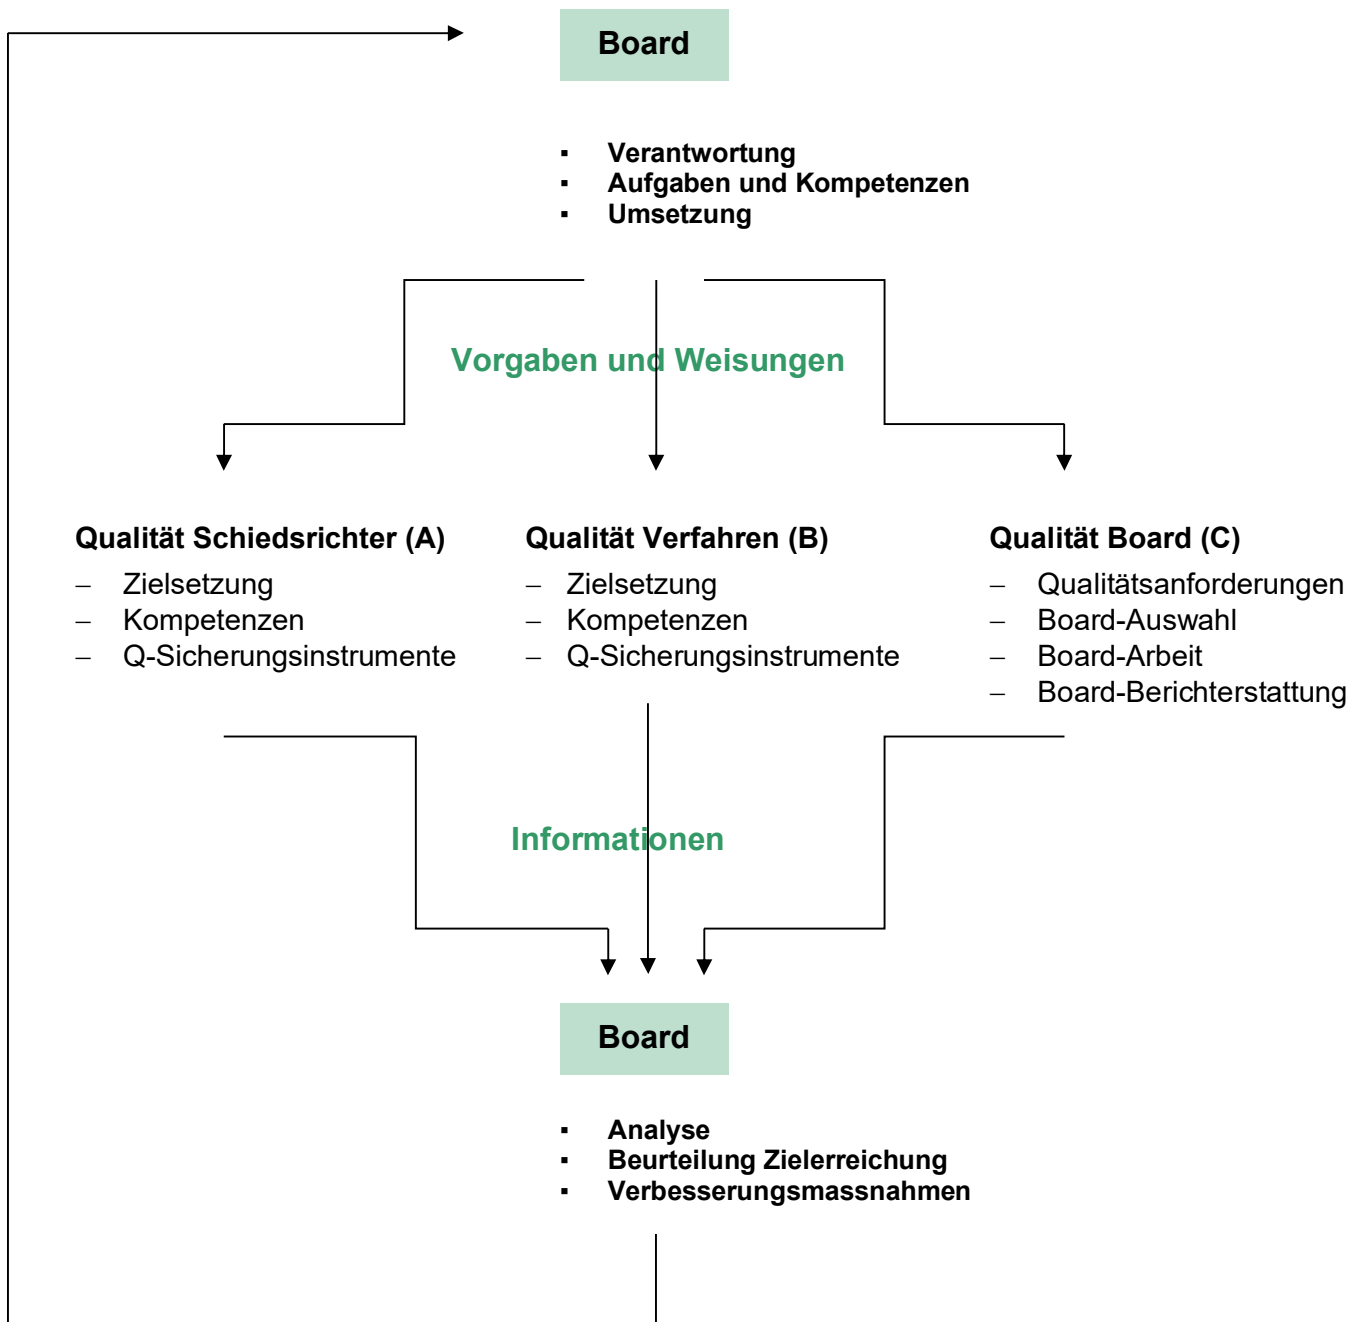 Board
▪ Verantwortung
▪ Aufgaben und Kompetenzen
▪ Umsetzung
Vorgaben und Weisungen
Qualität Schiedsrichter (A)
– Zielsetzung
– Kompetenzen
– Q-Sicherungsinstrumente
Qualität Verfahren (B)
– Zielsetzung
– Kompetenzen
– Q-Sicherungsinstrumente
Qualität Board (C)
– Qualitätsanforderungen
– Board-Auswahl
– Board-Arbeit
– Board-Berichterstattung
Informationen
Board
▪ Analyse
▪ Beurteilung Zielerreichung
▪ Verbesserungsmassnahmen